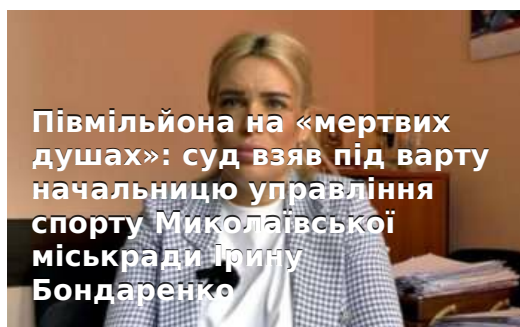 Півмільйона на «мертвих
душах»: суд взяв під варту
начальницю управління
спорту Миколаївської
міськради Ірину
Бондаренко